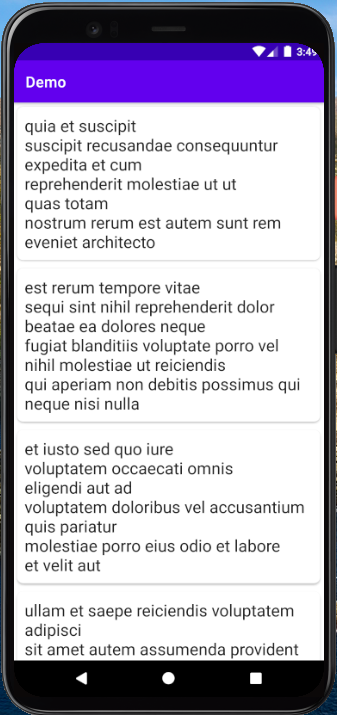 3:49
Demo
quia et suscipit
suscipit recusandae consequuntur
expedita et cum
reprehenderit molestiae ut ut
quas totam
nostrum rerum est autem sunt rem
eveniet architecto
est rerum tempore vitae
sequi sint nihil reprehenderit dolor
beatae ea dolores neque
fugiat blanditiis voluptate porro vel
nihil molestiae ut reiciendis
qui aperiam non debitis possimus qui
neque nisi nulla
et iusto sed quo iure
voluptatem occaecati omnis
eligendi aut ad
voluptatem doloribus vel accusantium
quis pariatur
molestiae porro eius odio et labore
et velit aut
ullam et saepe reiciendis voluptatem
adipisci
sit amet autem assumenda provident